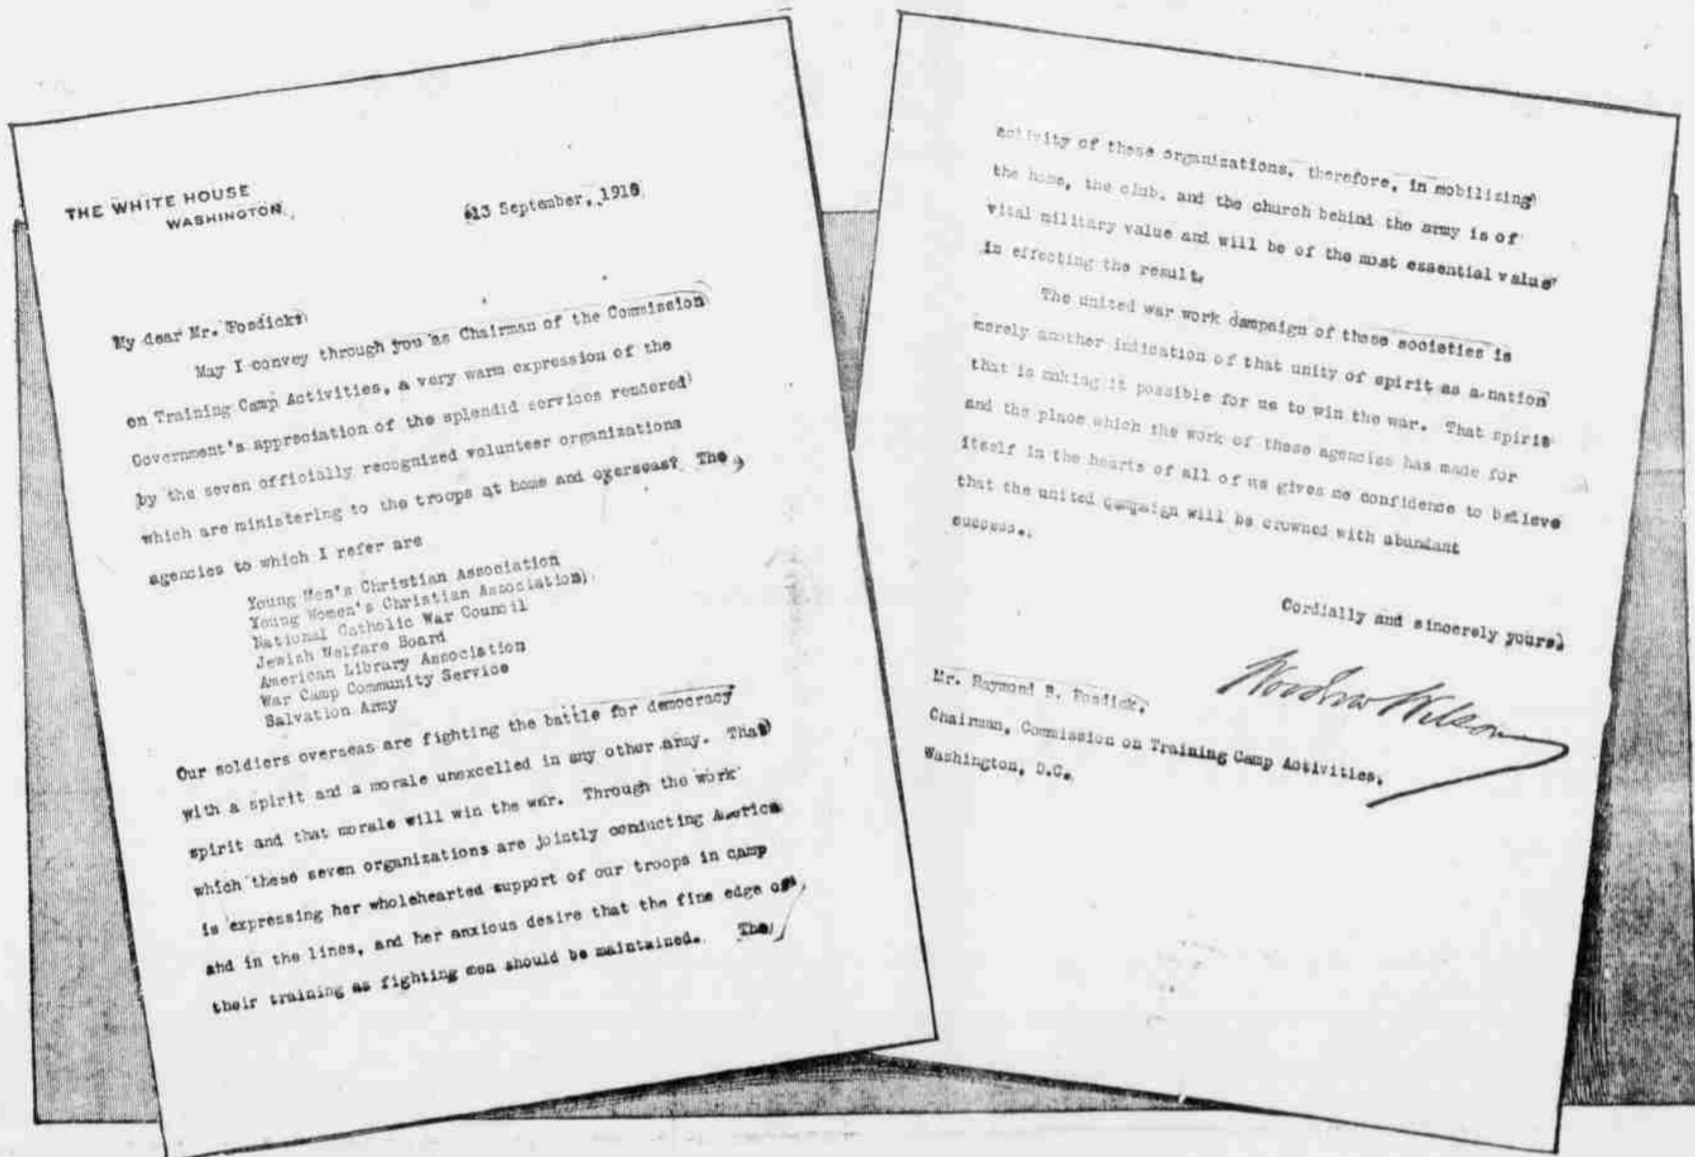 THE WHITE HOUSE
WASHINGTON.
13 September, 1918.
My dear Mr. Fosdick:
May I convey through you as Chairman of the Commission
on Training Camp Activities, a very warm expression of the
Government's appreciation of the splendid services rendered
by the seven officially recognized volunteer organizations
which are ministering to the troops at home and overseas? The
agencies to which I refer are
Young Men's Christian Association
Young Women's Christian Association
National Catholic War Council
Jewish Welfare Board
American Library Association
War Camp Community Service
Salvation Army
Our soldiers overseas are fighting the battle for democracy
with a spirit and a morale unexcelled in any other army. That
spirit and that morale will win the war. Through the work
which these seven organizations are jointly conducting America
is expressing her wholehearted support of our troops in camp
and in the lines, and her anxious desire that the fine edge of
their training as fighting men should be maintained. The
activity of these organizations, therefore, in mobilizing
the home, the club, and the church behind the army is of
vital military value and will be of the most essential value
in effecting the result.
The united war work campaign of these societies is
merely another indication of that unity of spirit as a nation
that is making it possible for us to win the war. That spirit
and the place which the work of these agencies has made for
itself in the hearts of all of us gives me confidence to believe
that the united campaign will be crowned with abundant
success.
Cordially and sincerely yours,
Woodrow Wilson
Mr. Raymond B. Fosdick,
Chairman, Commission on Training Camp Activities,
Washington, D.C.